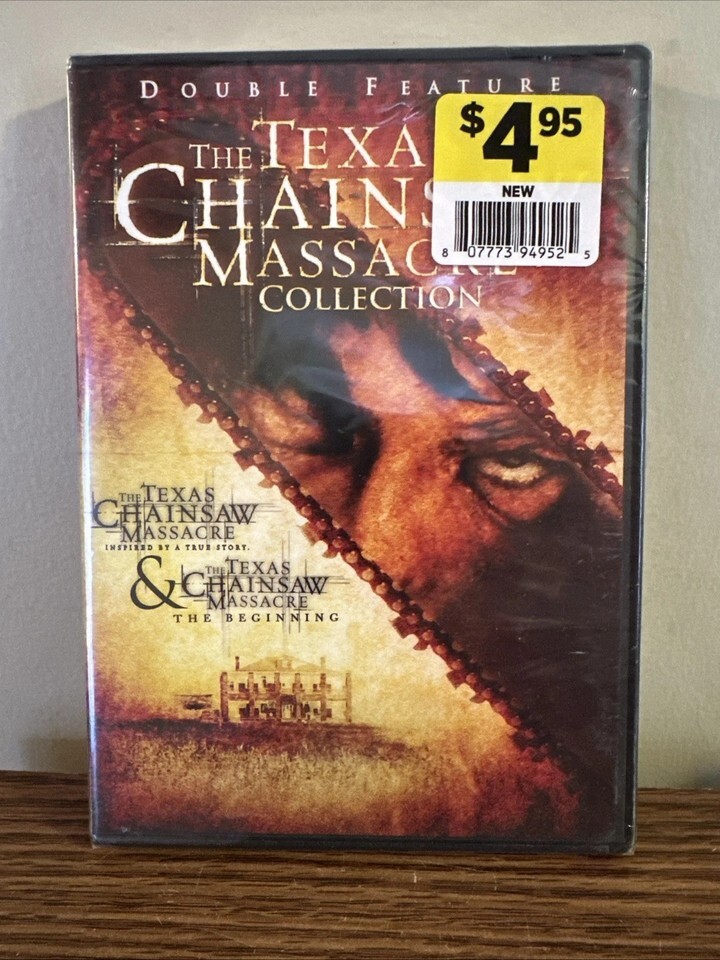 DOUBLE FEATURE
THE TEXA
CHAINS
MASSACRE
COLLECTION
$4.95
NEW
8 07773 94952 5
THE TEXAS
CHAINSAW
MASSACRE
INSPIRED BY A TRUE STORY.
&
THE TEXAS
CHAINSAW
MASSACRE
THE BEGINNING